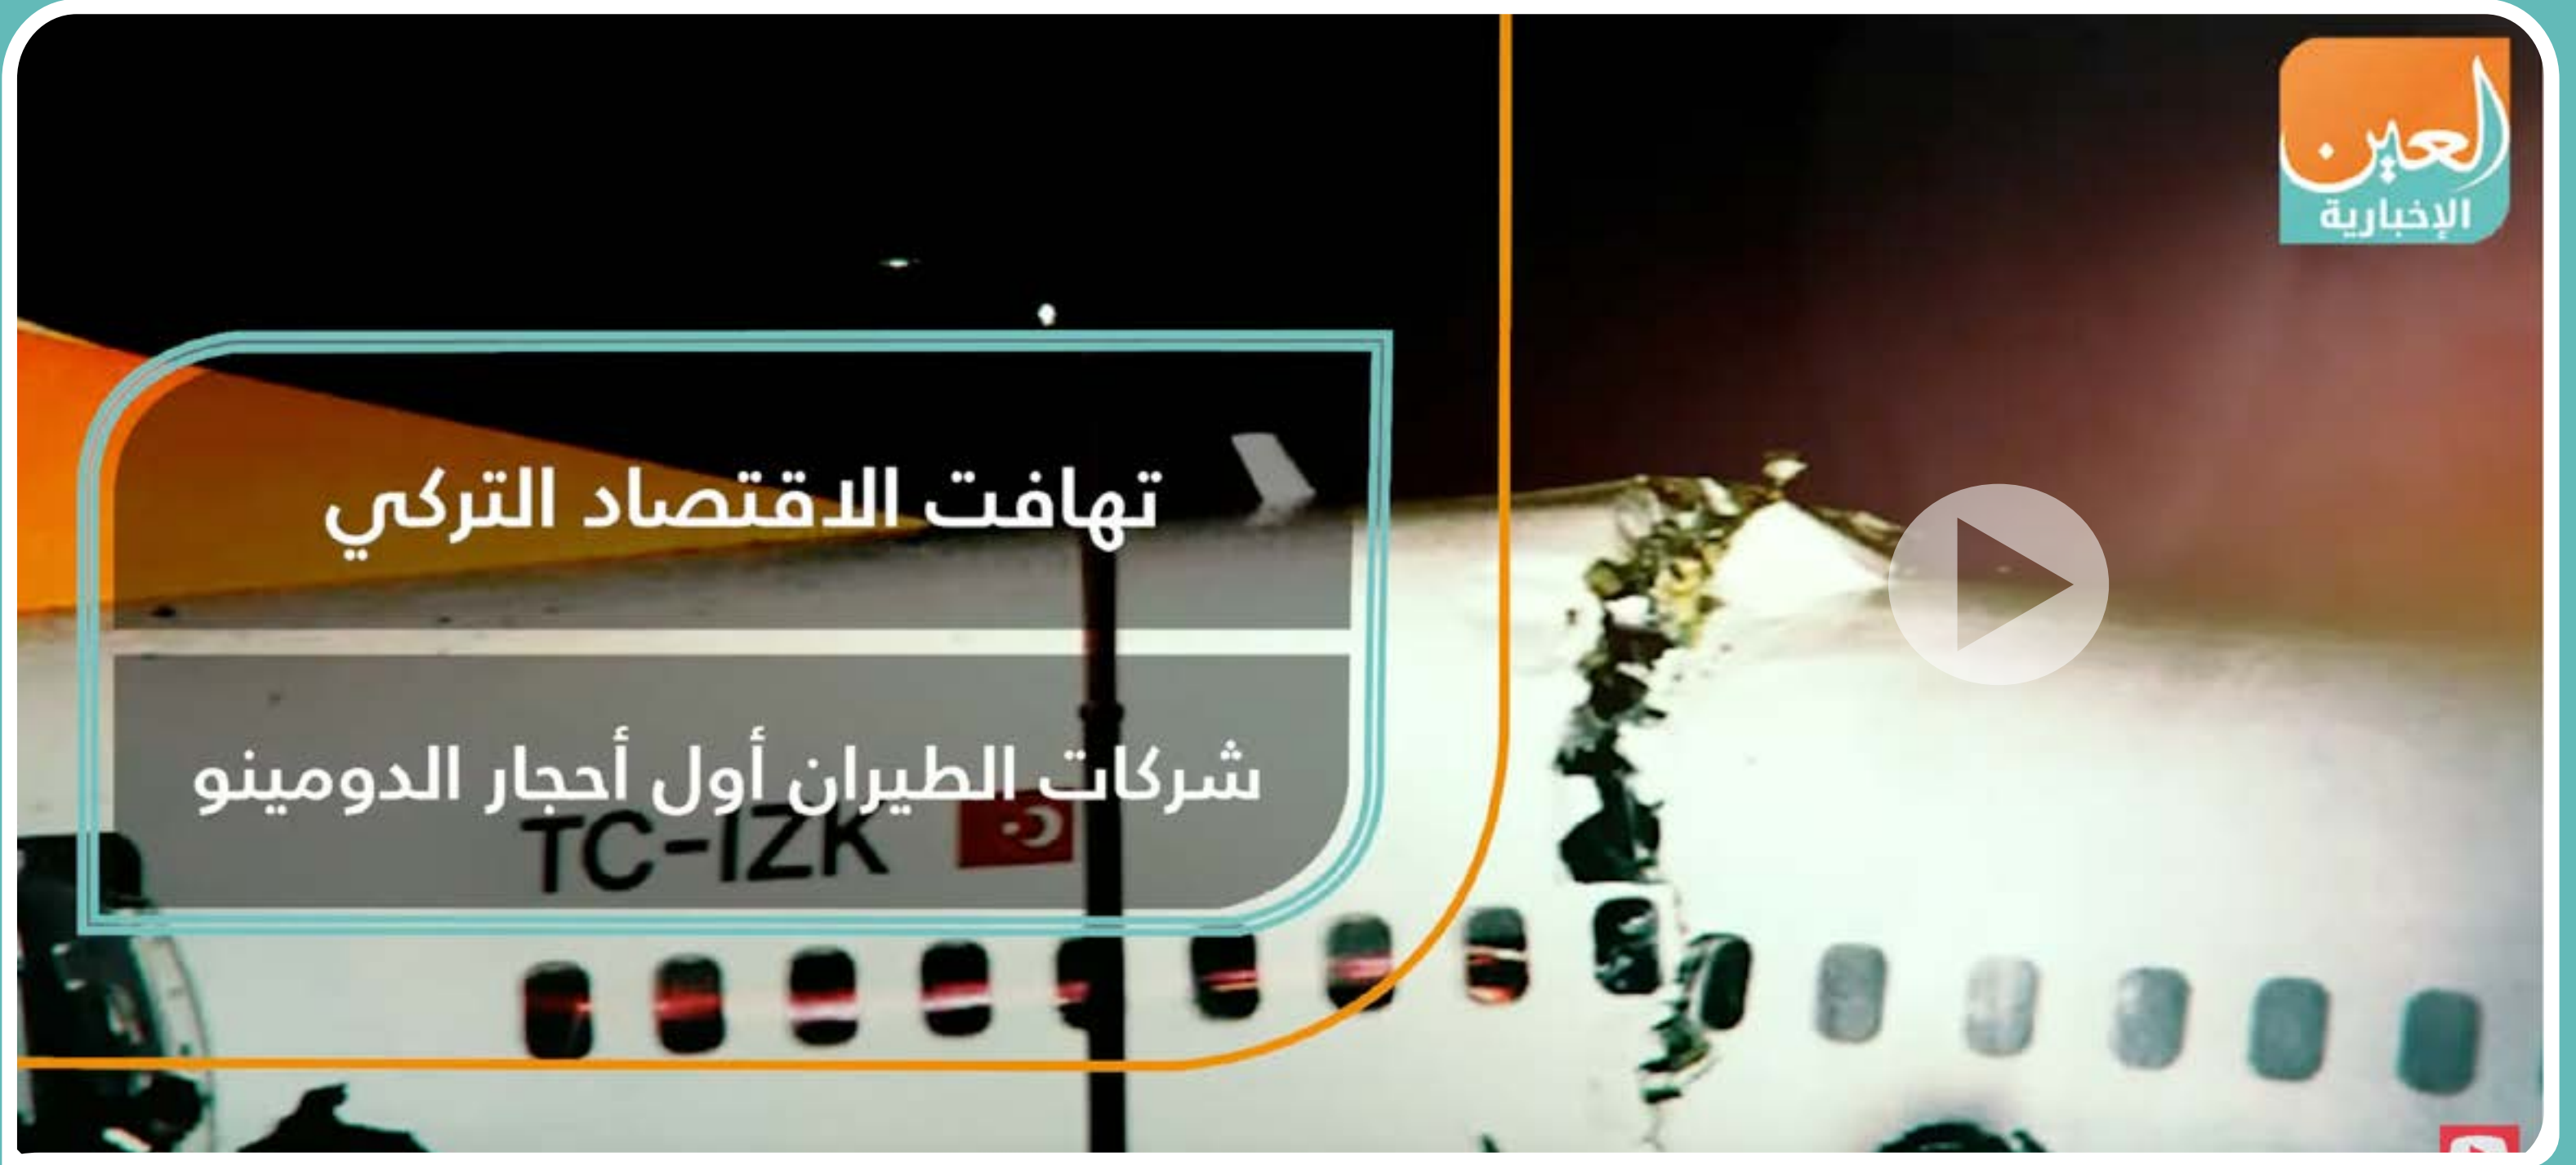 العين
الإخبارية
تهافت الاقتصاد التركي
شركات الطيران أول أحجار الدومينو
TC-IZK